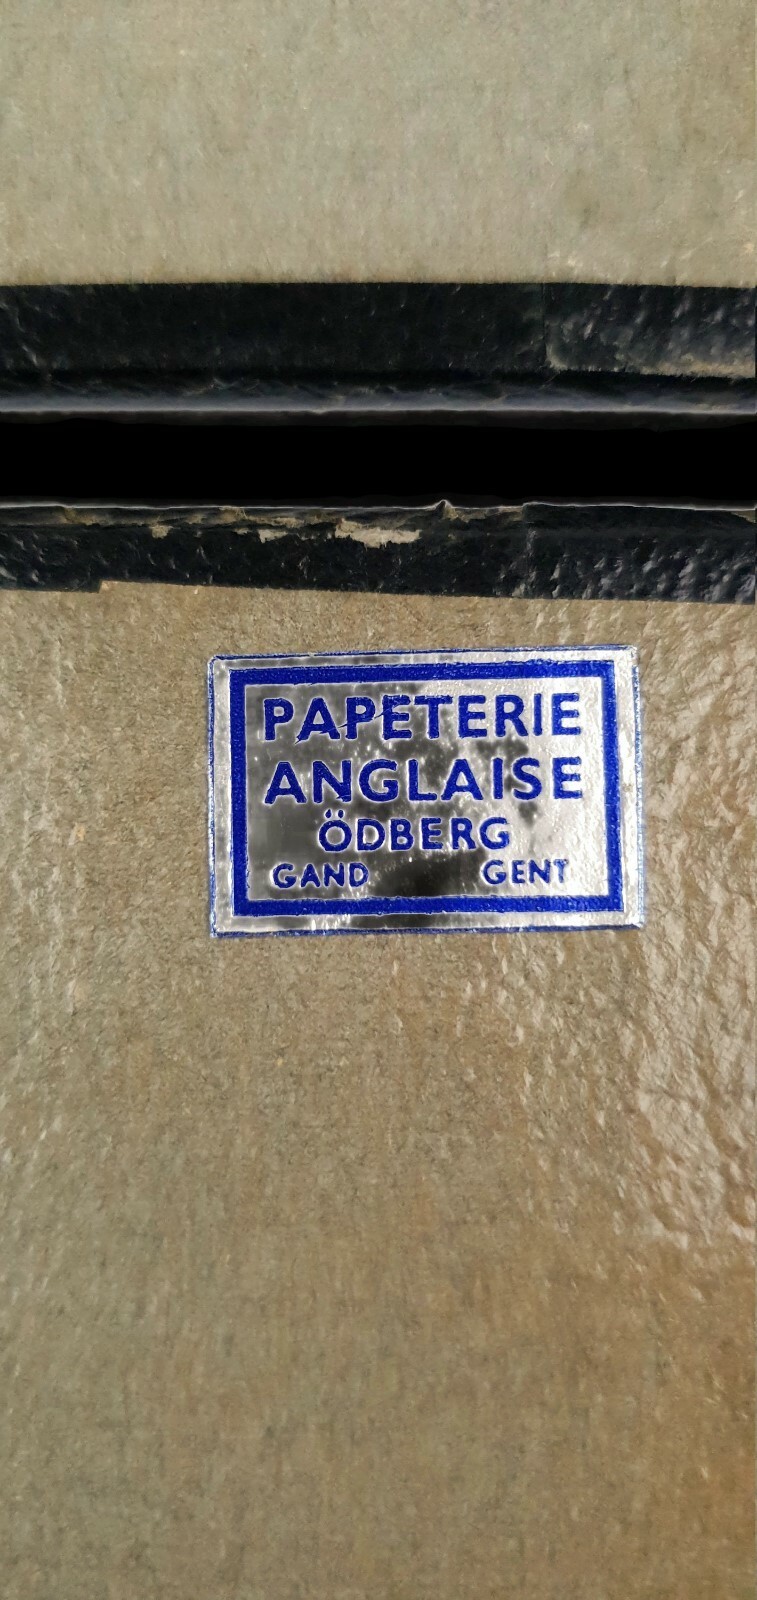 PAPETERIE
ANGLAISE
ÖDBERG
GAND GENT